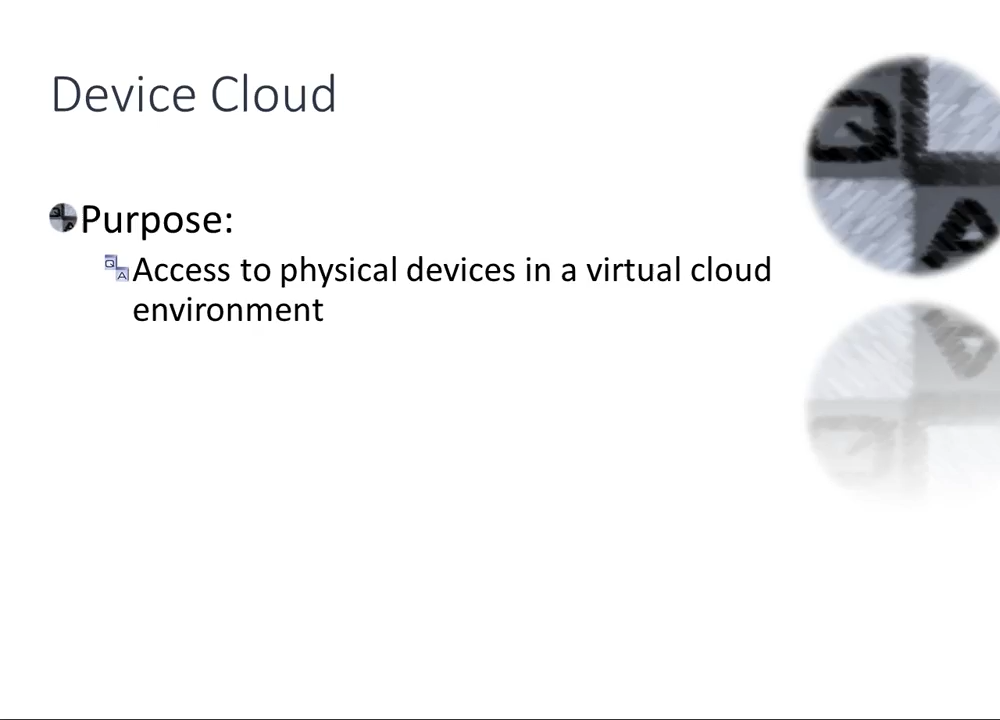 Device Cloud
Purpose:
Access to physical devices in a virtual cloud
environment
Q
A